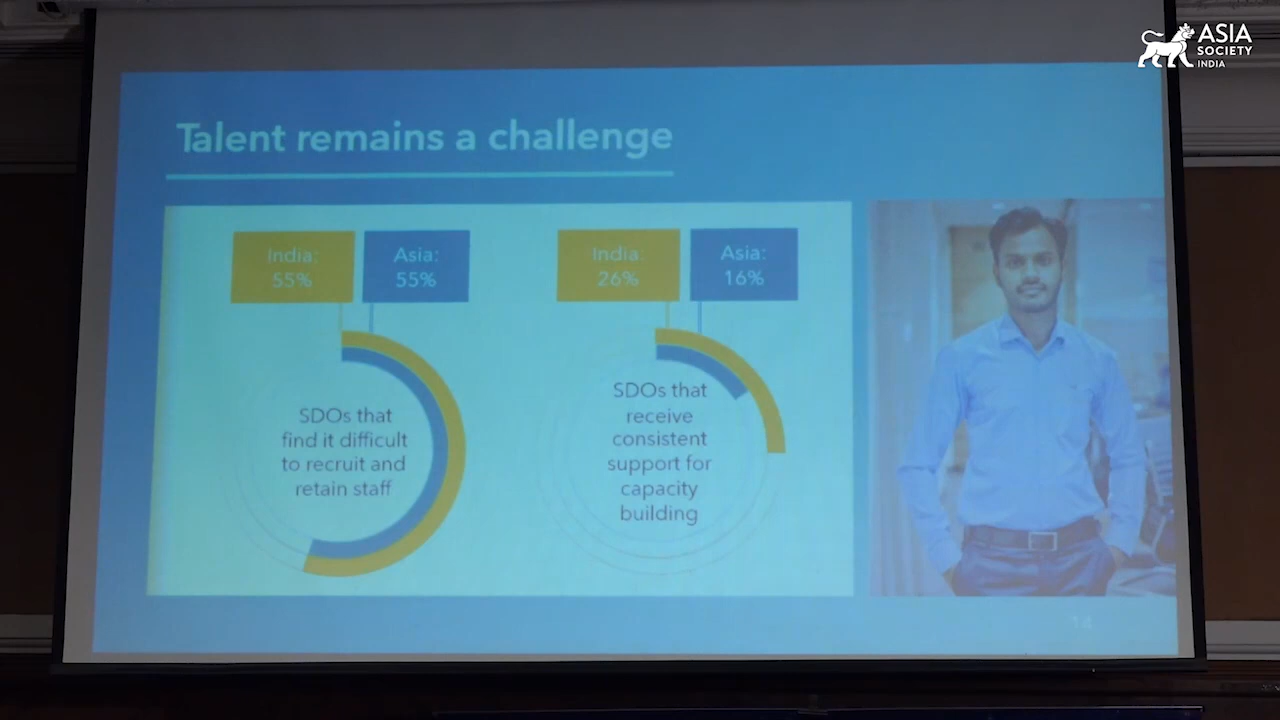 ASIA
SOCIETY
INDIA
Talent remains a challenge
India:
55%
Asia:
55%
India:
26%
Asia:
16%
SDOs that
find it difficult
to recruit and
retain staff
SDOs that
receive
consistent
support for
capacity
building
14